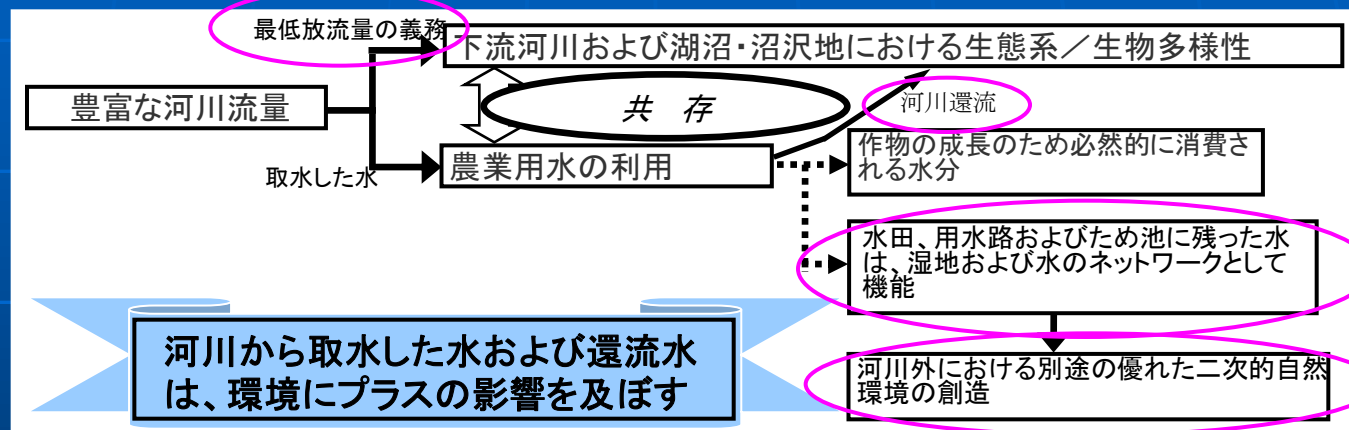 最低放流量の義務
下流河川および湖沼・沼沢地における生態系／生物多様性
豊富な河川流量
共 存
河川還流
取水した水
農業用水の利用
作物の成長のため必然的に消費さ
れる水分
水田、用水路およびため池に残った水
は、湿地および水のネットワークとして
機能
河川から取水した水および還流水
は、環境にプラスの影響を及ぼす
河川外における別途の優れた二次的自然
環境の創造